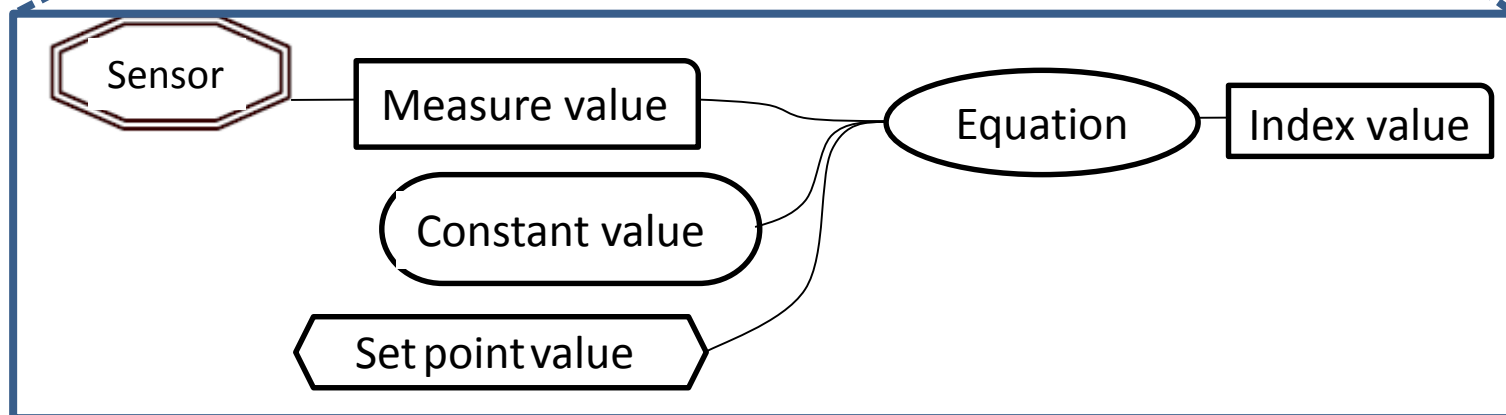 Sensor
Measure value
Equation
Index value
Constant value
Set point value